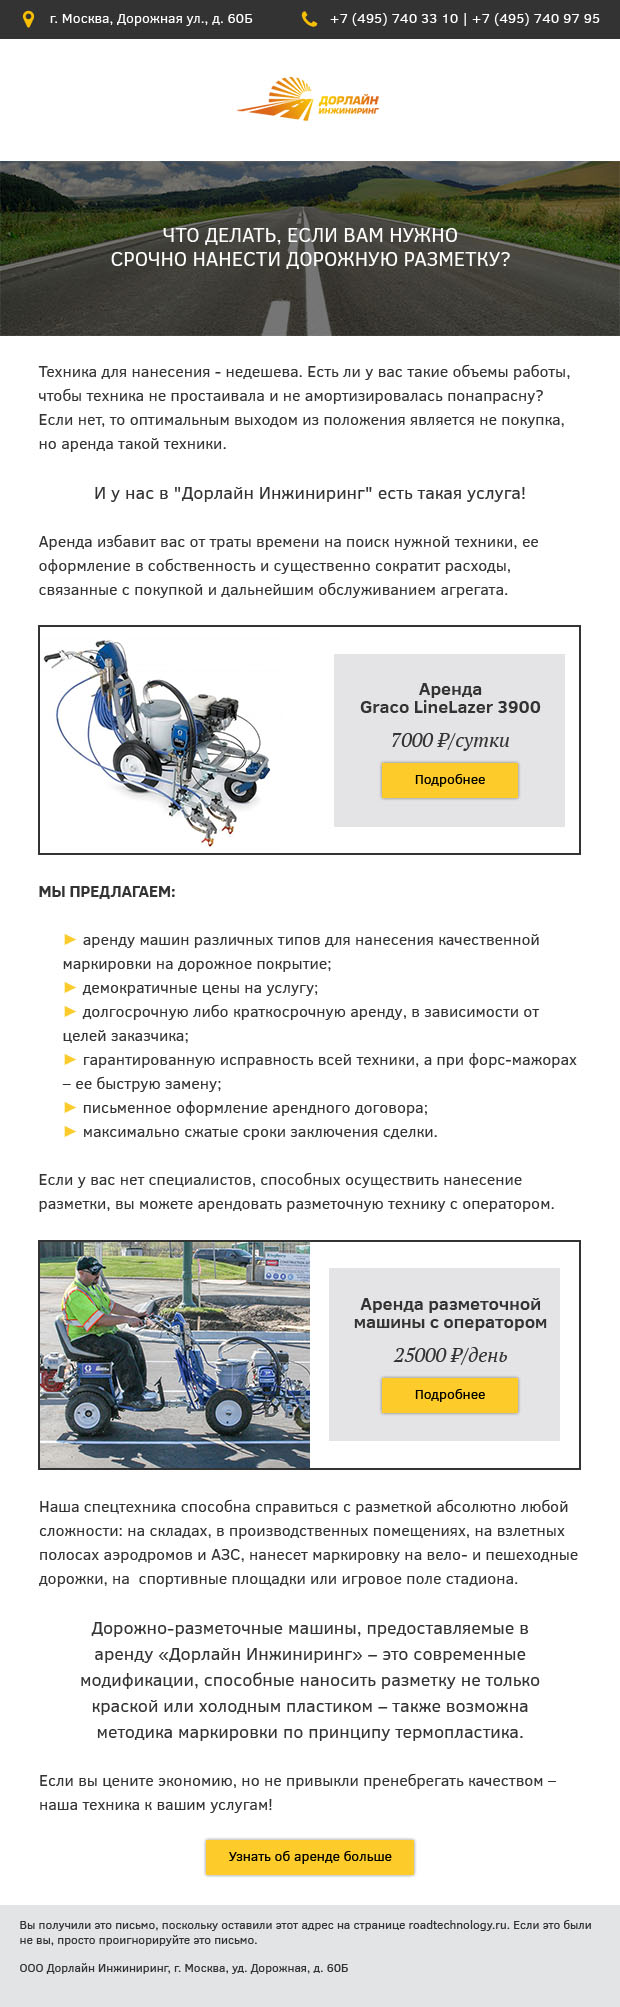 г. Москва, Дорожная ул., д. 60Б
+7 (495) 740 33 10 | +7 (495) 740 97 95
ДОРЛАЙН
ИНЖИНИРИНГ
ЧТО ДЕЛАТЬ, ЕСЛИ ВАМ НУЖНО
СРОЧНО НАНЕСТИ ДОРОЖНУЮ РАЗМЕТКУ?
Техника для нанесения - недешева. Есть ли у вас такие объемы работы,
чтобы техника не простаивала и не амортизировалась понапрасну?
Если нет, то оптимальным выходом из положения является не покупка,
но аренда такой техники.
И у нас в "Дорлайн Инжиниринг" есть такая услуга!
Аренда избавит вас от траты времени на поиск нужной техники, ее
оформление в собственность и существенно сократит расходы,
связанные с покупкой и дальнейшим обслуживанием агрегата.
Аренда
Graco LineLazer 3900
7000 ₽/сутки
Подробнее
МЫ ПРЕДЛАГАЕМ:
► аренду машин различных типов для нанесения качественной
маркировки на дорожное покрытие;
► демократичные цены на услугу;
► долгосрочную либо краткосрочную аренду, в зависимости от
целей заказчика;
► гарантированную исправность всей техники, а при форс-мажорах
– ее быструю замену;
► письменное оформление арендного договора;
► максимально сжатые сроки заключения сделки.
Если у вас нет специалистов, способных осуществить нанесение
разметки, вы можете арендовать разметочную технику с оператором.
Аренда разметочной
машины с оператором
25000 ₽/день
Подробнее
Наша спецтехника способна справиться с разметкой абсолютно любой
сложности: на складах, в производственных помещениях, на взлетных
полосах аэродромов и АЗС, нанесет маркировку на вело- и пешеходные
дорожки, на  спортивные площадки или игровое поле стадиона.
Дорожно-разметочные машины, предоставляемые в
аренду «Дорлайн Инжиниринг» – это современные
модификации, способные наносить разметку не только
краской или холодным пластиком – также возможна
методика маркировки по принципу термопластика.
Если вы цените экономию, но не привыкли пренебрегать качеством –
наша техника к вашим услугам!
Узнать об аренде больше
Вы получили это письмо, поскольку оставили этот адрес на странице roadtechnology.ru. Если это были
не вы, просто проигнорируйте это письмо.
ООО Дорлайн Инжиниринг, г. Москва, уд. Дорожная, д. 60Б